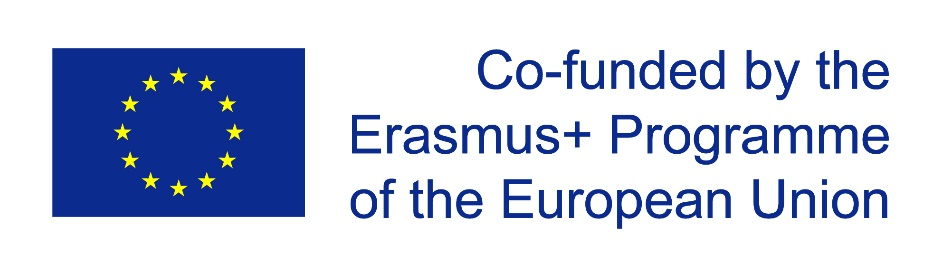 Co-funded by the
Erasmus+ Programme
of the European Union